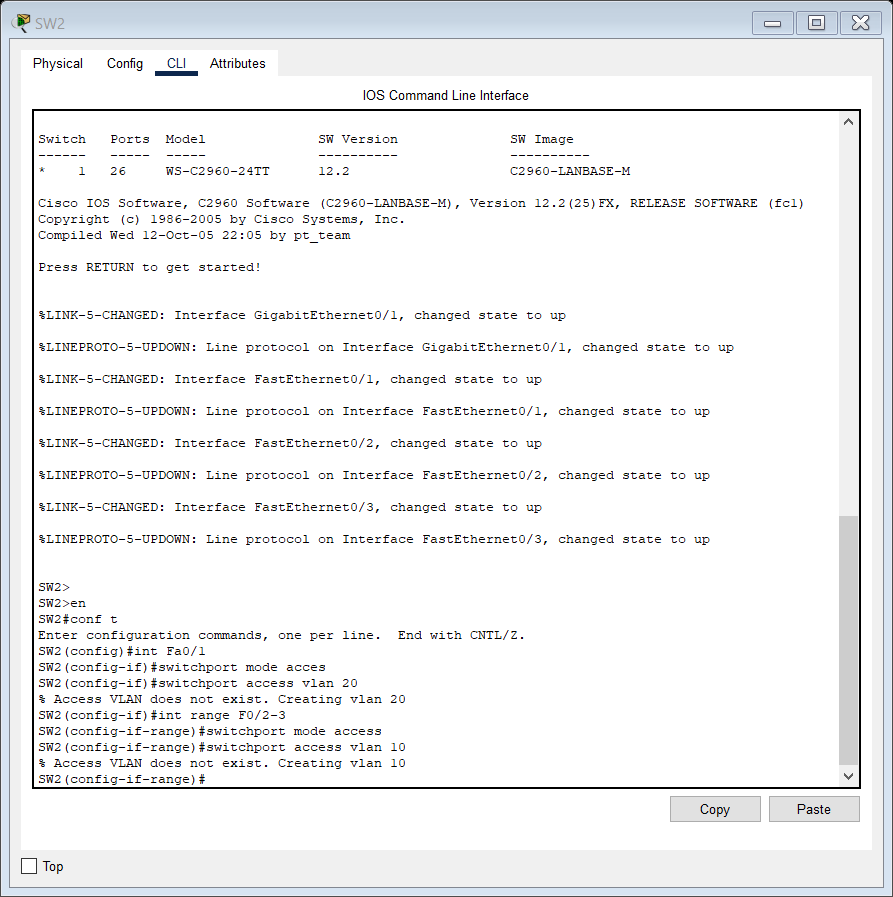 SW2
Physical Config CLI Attributes
IOS Command Line Interface
Switch   Ports  Model              SW Version              SW Image
------   -----  -----              ----------              ----------
*    1   26     WS-C2960-24TT      12.2                    C2960-LANBASE-M
Cisco IOS Software, C2960 Software (C2960-LANBASE-M), Version 12.2(25)FX, RELEASE SOFTWARE (fc1)
Copyright (c) 1986-2005 by Cisco Systems, Inc.
Compiled Wed 12-Oct-05 22:05 by pt_team
Press RETURN to get started!
%LINK-5-CHANGED: Interface GigabitEthernet0/1, changed state to up
%LINEPROTO-5-UPDOWN: Line protocol on Interface GigabitEthernet0/1, changed state to up
%LINK-5-CHANGED: Interface FastEthernet0/1, changed state to up
%LINEPROTO-5-UPDOWN: Line protocol on Interface FastEthernet0/1, changed state to up
%LINK-5-CHANGED: Interface FastEthernet0/2, changed state to up
%LINEPROTO-5-UPDOWN: Line protocol on Interface FastEthernet0/2, changed state to up
%LINK-5-CHANGED: Interface FastEthernet0/3, changed state to up
%LINEPROTO-5-UPDOWN: Line protocol on Interface FastEthernet0/3, changed state to up
SW2>
SW2>en
SW2#conf t
Enter configuration commands, one per line.  End with CNTL/Z.
SW2(config)#int Fa0/1
SW2(config-if)#switchport mode acces
SW2(config-if)#switchport access vlan 20
% Access VLAN does not exist. Creating vlan 20
SW2(config-if)#int range F0/2-3
SW2(config-if-range)#switchport mode access
SW2(config-if-range)#switchport access vlan 10
% Access VLAN does not exist. Creating vlan 10
SW2(config-if-range)#
Copy Paste
Top